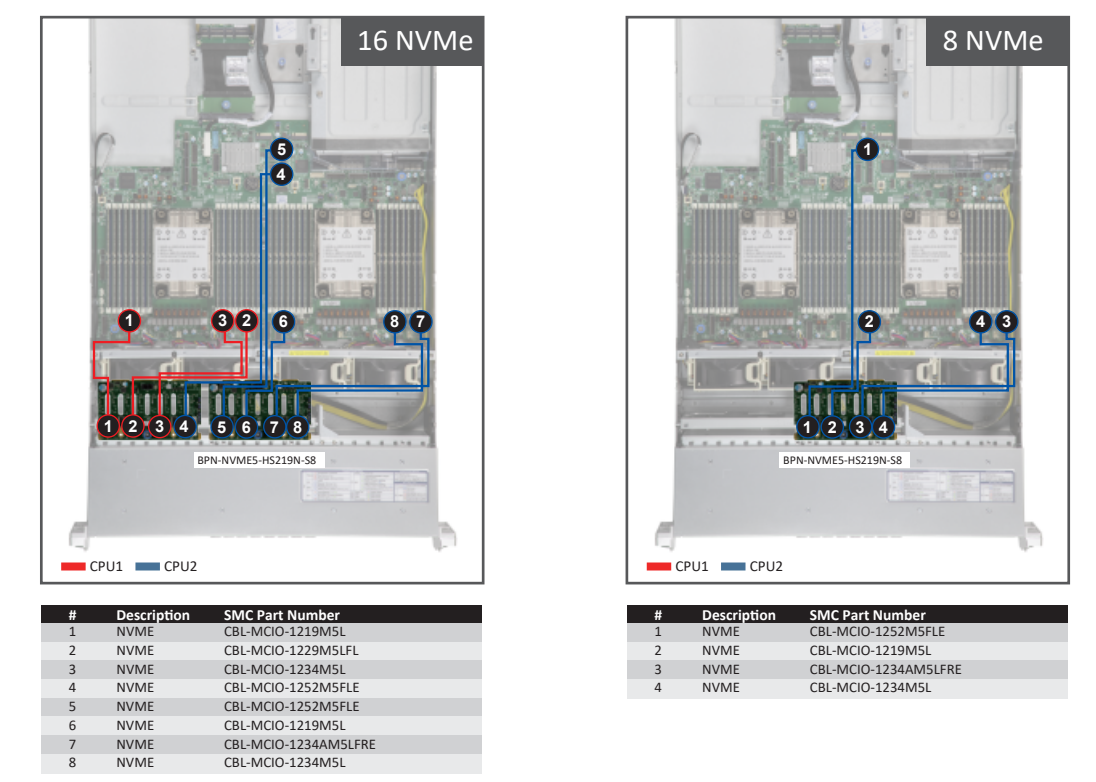 16 NVMe
5
4
1
3
2
6
8
7
1
2
3
4
5
6
7
8
BPN-NVME5-HS219N-S8
CPU1
CPU2
# Description SMC Part Number
1 NVME CBL-MCIO-1219M5L
2 NVME CBL-MCIO-1229M5LFL
3 NVME CBL-MCIO-1234M5L
4 NVME CBL-MCIO-1252M5FLE
5 NVME CBL-MCIO-1252M5FLE
6 NVME CBL-MCIO-1219M5L
7 NVME CBL-MCIO-1234AM5LFRE
8 NVME CBL-MCIO-1234M5L
8 NVMe
1
2
4
3
1
2
3
4
BPN-NVME5-HS219N-S8
CPU1
CPU2
# Description SMC Part Number
1 NVME CBL-MCIO-1252M5FLE
2 NVME CBL-MCIO-1219M5L
3 NVME CBL-MCIO-1234AM5LFRE
4 NVME CBL-MCIO-1234M5L